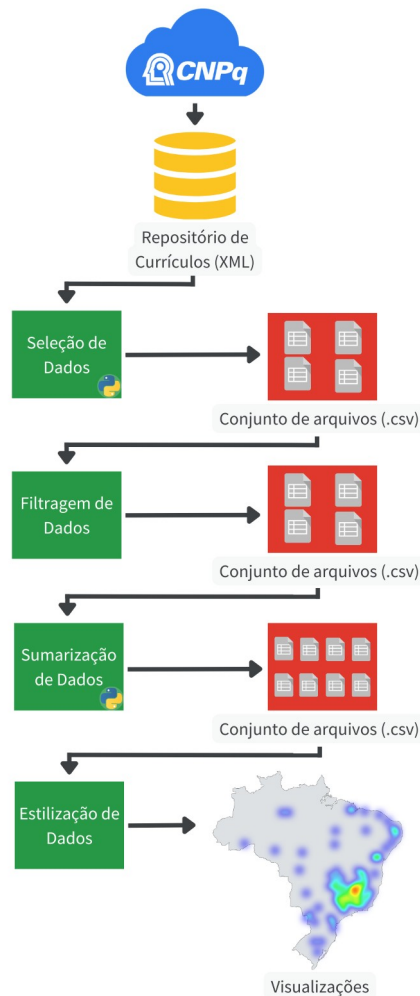 CNPq
Repositório de
Currículos (XML)
Seleção de
Dados
Conjunto de arquivos (.csv)
Filtragem de
Dados
Conjunto de arquivos (.csv)
Sumarização
de Dados
Conjunto de arquivos (.csv)
Estilização de
Dados
Visualizações